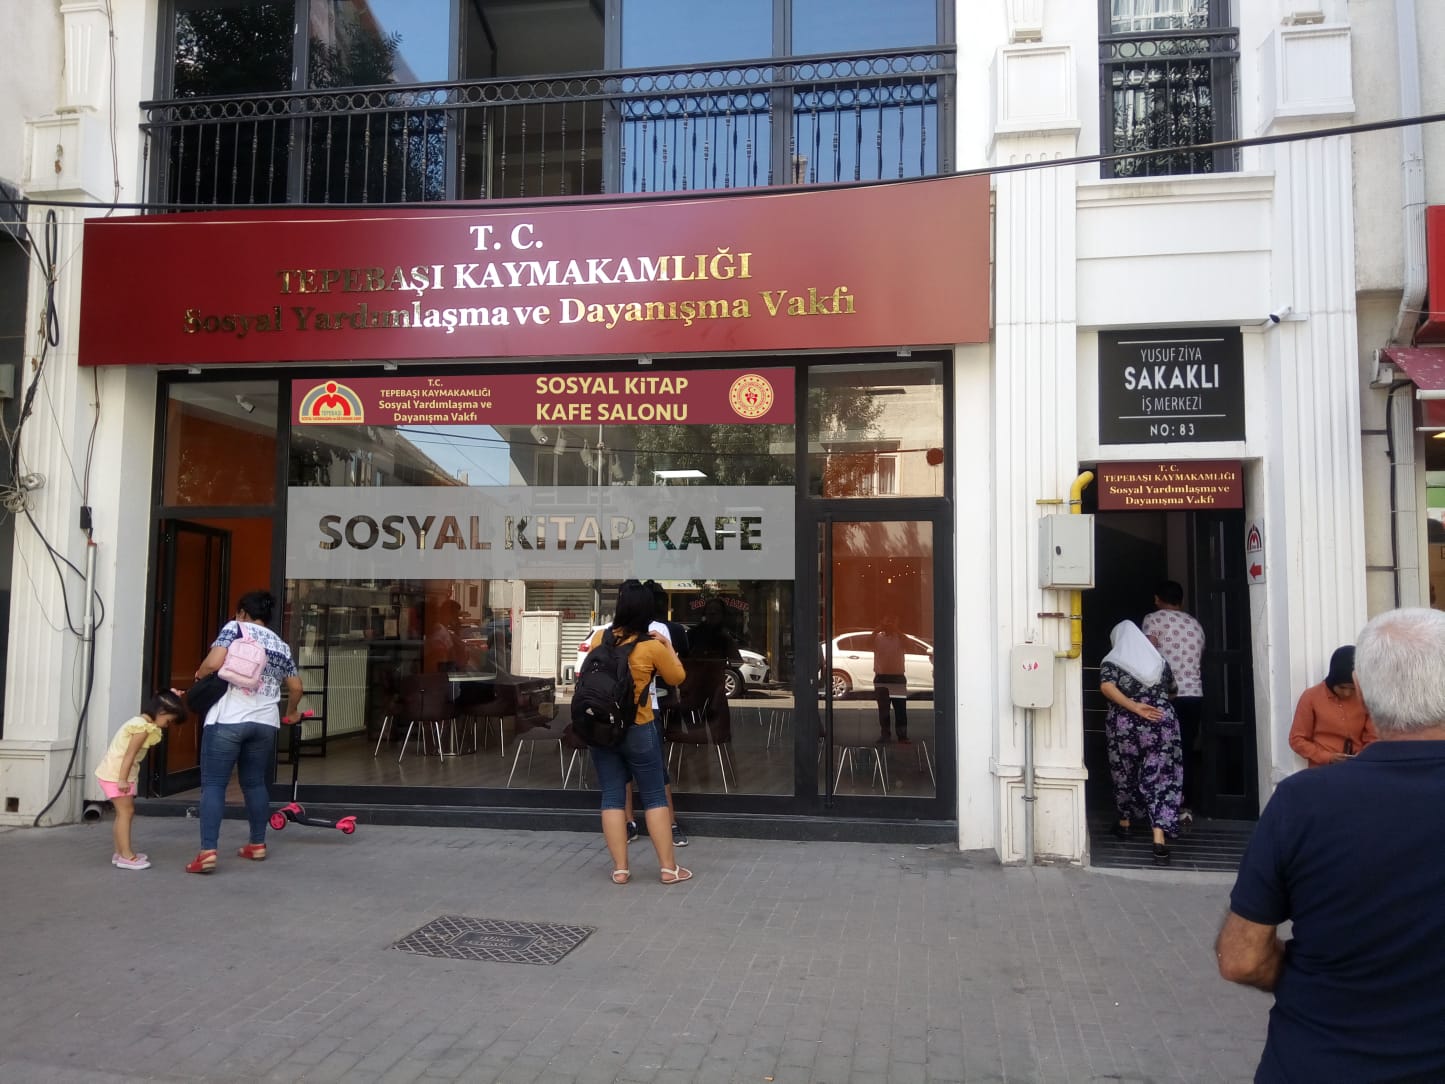 T. C.
TEPEBAŞI KAYMAKAMLIĞI
Sosyal Yardımlaşma ve Dayanışma Vakfı
TEPEBAŞI
T.C.
TEPEBAŞI KAYMAKAMLIĞI
Sosyal Yardımlaşma ve
Dayanışma Vakfı
SOSYAL KİTAP
KAFE SALONU
SOSYAL KİTAP KAFE
YUSUF ZİYA
SAKAKLI
İŞ MERKEZİ
NO: 83
T. C.
TEPEBAŞI KAYMAKAMLIĞI
Sosyal Yardımlaşma ve
Dayanışma Vakfı